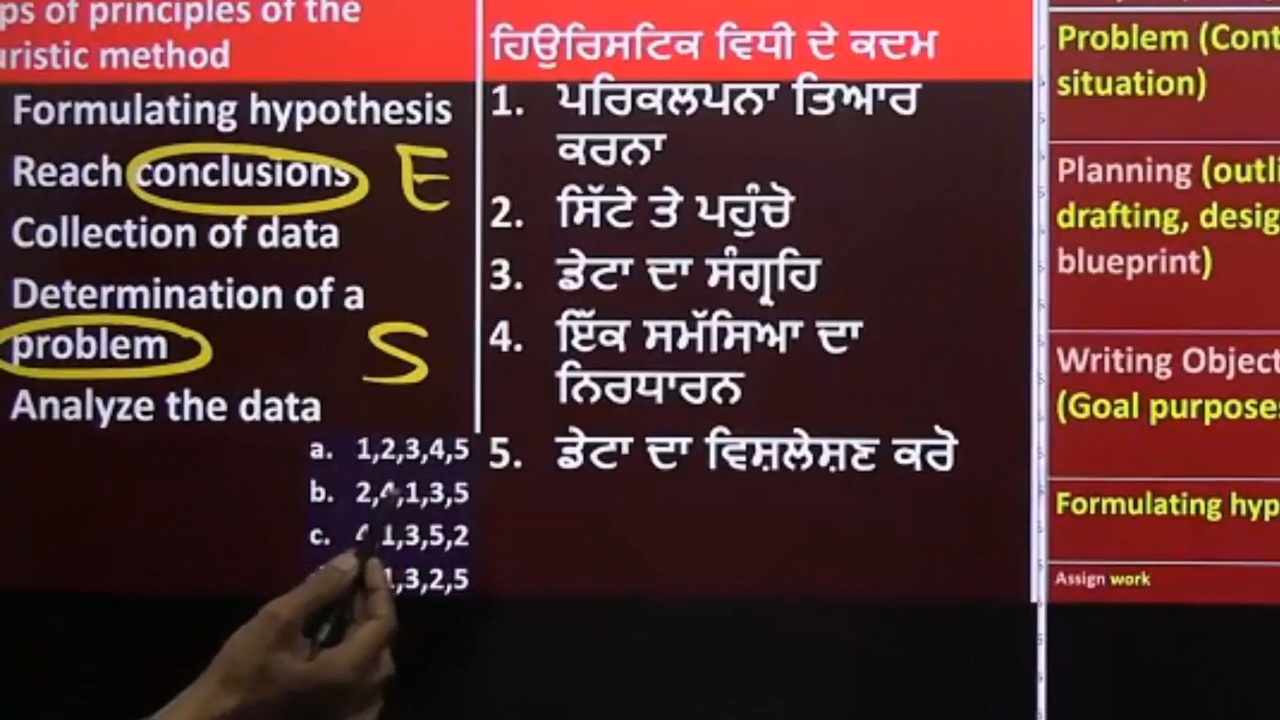 ps of principles of the
uristic method
Formulating hypothesis
Reach conclusions E
Collection of data
Determination of a
problem S
Analyze the data
a. 1,2,3,4,5
b. 2,4,1,3,5
c. 1,3,5,2
1,3,2,5
ਹਿਉਰਿਸਟਿਕ ਵਿਧੀ ਦੇ ਕਦਮ
1. ਪਰਿਕਲਪਨਾ ਤਿਆਰ
ਕਰਨਾ
2. ਸਿੱਟੇ ਤੇ ਪਹੁੰਚੋ
3. ਡੇਟਾ ਦਾ ਸੰਗ੍ਰਹਿ
4. ਇੱਕ ਸਮੱਸਿਆ ਦਾ
ਨਿਰਧਾਰਨ
5. ਡੇਟਾ ਦਾ ਵਿਸ਼ਲੇਸ਼ਣ ਕਰੋ
Problem (Cont
situation)
Planning (outli
drafting, desig
blueprint)
Writing Object
(Goal purpose
Formulating hyp
Assign work